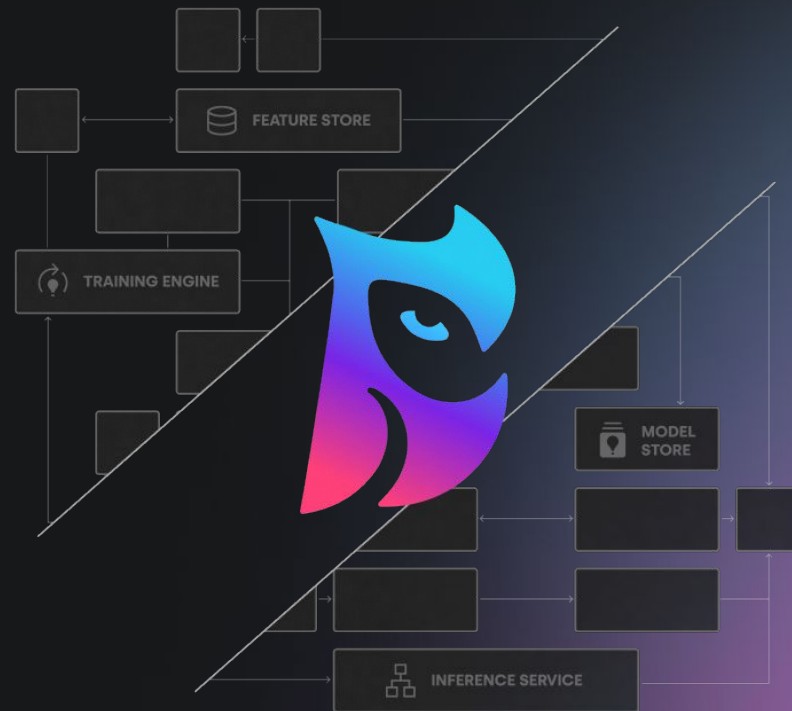 FEATURE STORE
TRAINING ENGINE
MODEL
STORE
INFERENCE SERVICE